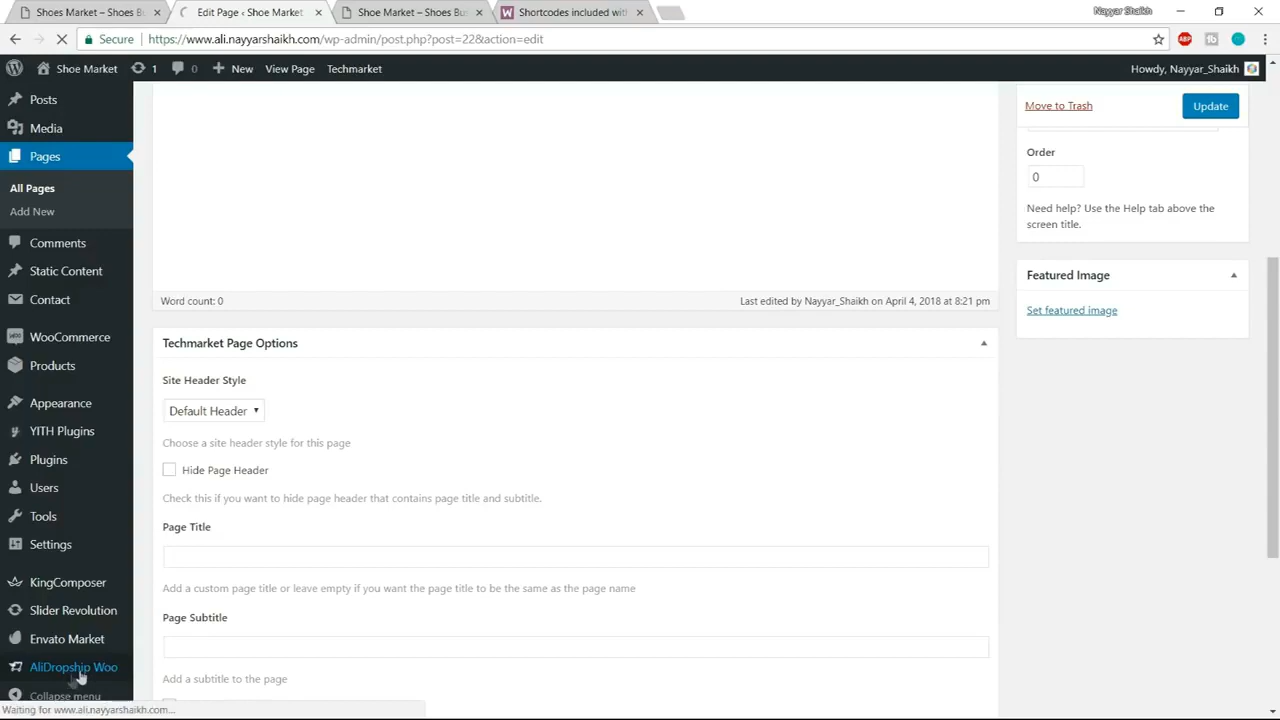 Shoes Market – Shoes Bu
Edit Page ‹ Shoe Market
Shoe Market – Shoes Bu
Shortcodes included with
Nayyar Shaikh
Secure
https://www.ali.nayyarshaikh.com/wp-admin/post.php?post=22&action=edit
Shoe Market
1
0
New
View Page
Techmarket
Howdy, Nayyar_Shaikh
Posts
Media
Pages
All Pages
Add New
Comments
Static Content
Contact
WooCommerce
Products
Appearance
YITH Plugins
Plugins
Users
Tools
Settings
KingComposer
Slider Revolution
Envato Market
AliDropship Woo
Collapse menu
Waiting for www.ali.nayyarshaikh.com...
Word count: 0
Last edited by Nayyar_Shaikh on April 4, 2018 at 8:21 pm
Techmarket Page Options
Site Header Style
Default Header
Choose a site header style for this page
Hide Page Header
Check this if you want to hide page header that contains page title and subtitle.
Page Title
Add a custom page title or leave empty if you want the page title to be the same as the page name
Page Subtitle
Add a subtitle to the page
Move to Trash
Update
Order
0
Need help? Use the Help tab above the
screen title.
Featured Image
Set featured image